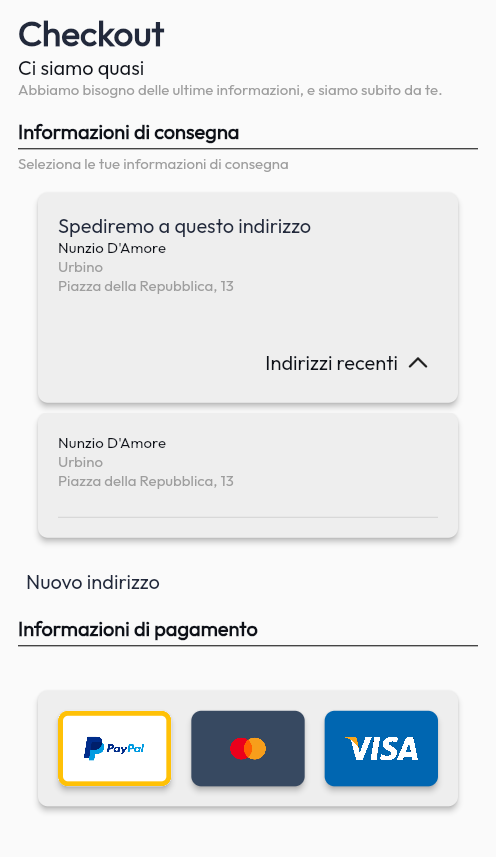 Checkout
Ci siamo quasi
Abbiamo bisogno delle ultime informazioni, e siamo subito da te.
Informazioni di consegna
Seleziona le tue informazioni di consegna
Spediremo a questo indirizzo
Nunzio D'Amore
Urbino
Piazza della Repubblica, 13
Indirizzi recenti
Nunzio D'Amore
Urbino
Piazza della Repubblica, 13
Nuovo indirizzo
Informazioni di pagamento
PayPal VISA